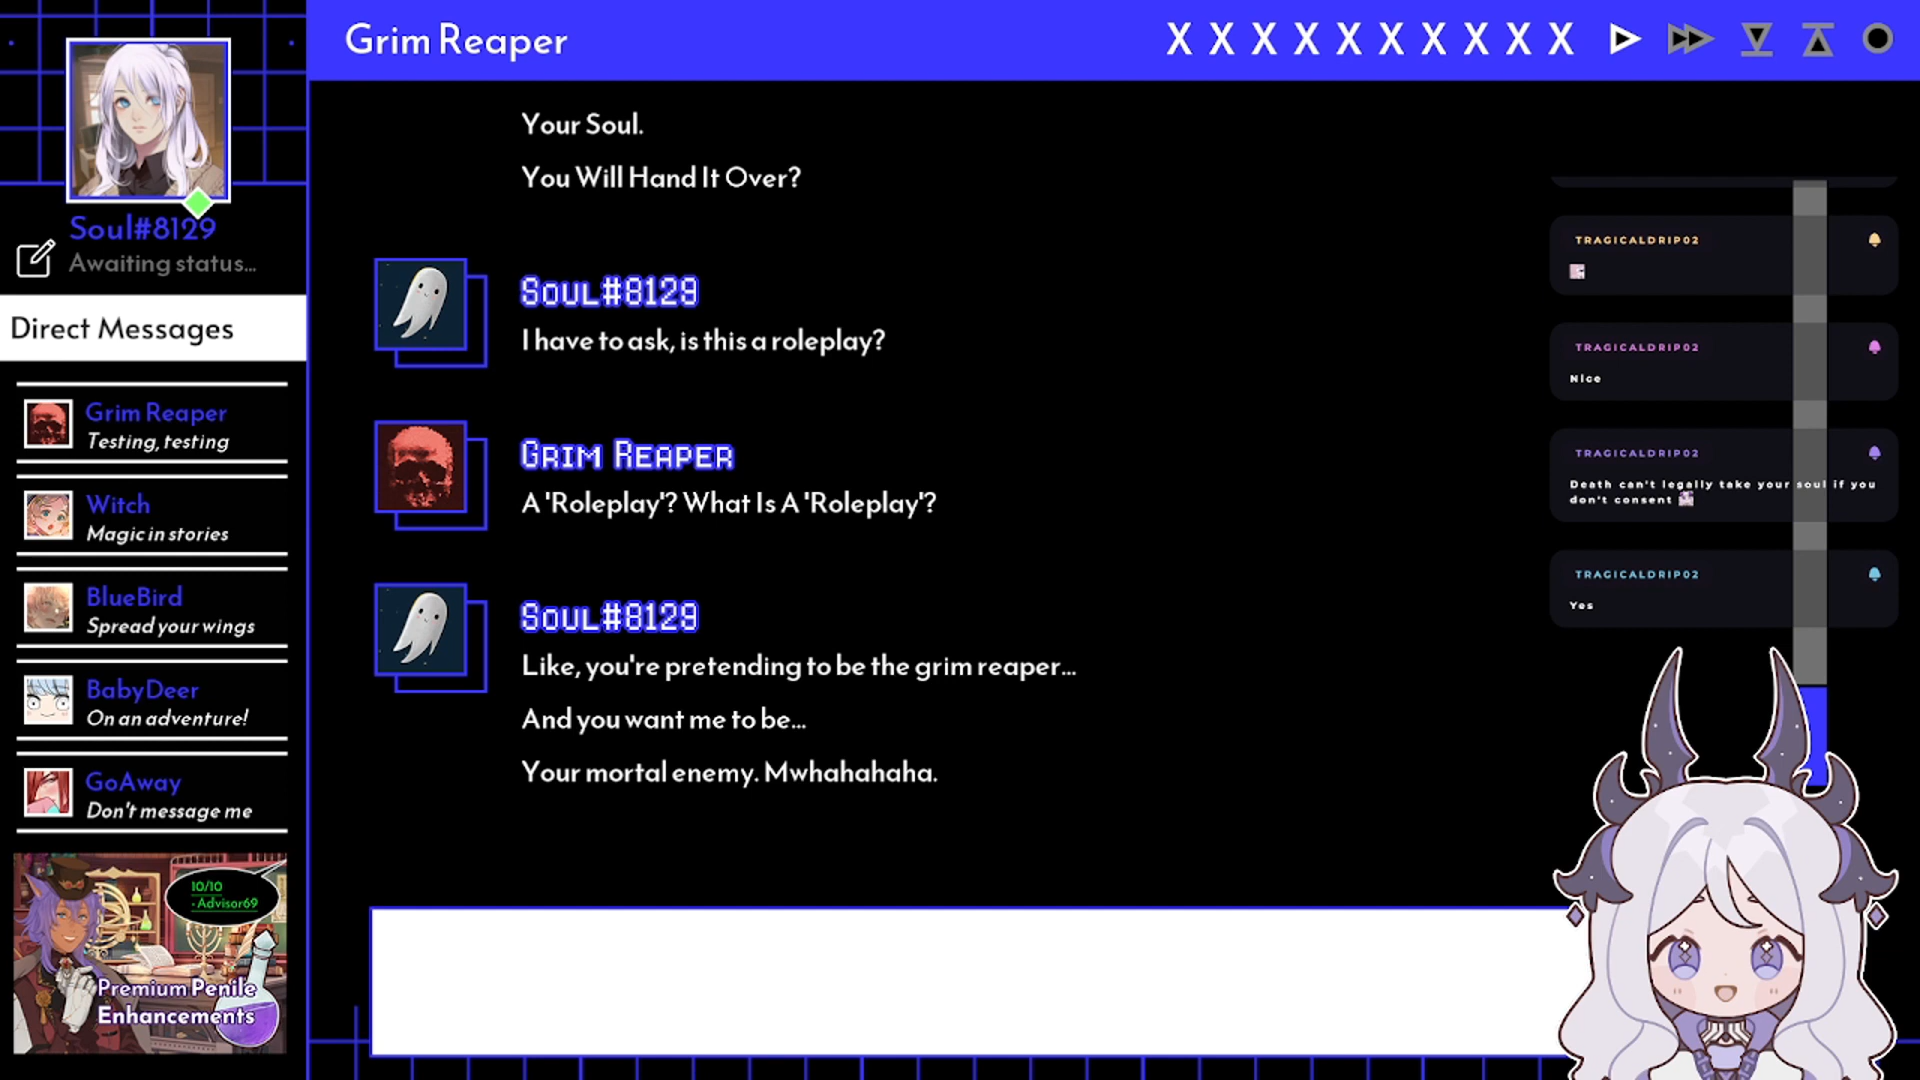 Grim Reaper
X X X X X X X X X X
Soul#8129
Awaiting status...
Direct Messages
Grim Reaper
Testing, testing
Witch
Magic in stories
BlueBird
Spread your wings
BabyDeer
On an adventure!
GoAway
Don't message me
10/10
- Advisor69
Premium Penile
Enhancements
Your Soul.
You Will Hand It Over?
Soul#8129
I have to ask, is this a roleplay?
Grim Reaper
A 'Roleplay'? What Is A 'Roleplay'?
Soul#8129
Like, you're pretending to be the grim reaper...
And you want me to be...
Your mortal enemy. Mwhahahaha.
TRAGICALDRIP02
TRAGICALDRIP02
Nice
TRAGICALDRIP02
Death can't legally take your soul if you
don't consent
TRAGICALDRIP02
Yes